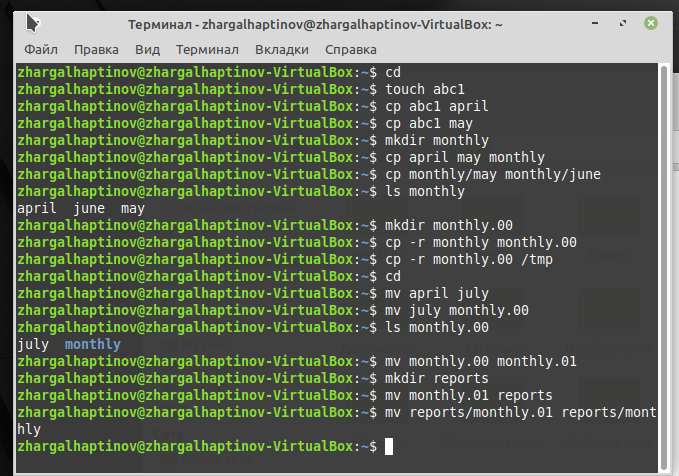 Терминал - zhargalhaptinov@zhargalhaptinov-VirtualBox: ~
Файл Правка Вид Терминал Вкладки Справка
zhargalhaptinov@zhargalhaptinov-VirtualBox:~$ cd
zhargalhaptinov@zhargalhaptinov-VirtualBox:~$ touch abc1
zhargalhaptinov@zhargalhaptinov-VirtualBox:~$ cp abc1 april
zhargalhaptinov@zhargalhaptinov-VirtualBox:~$ cp abc1 may
zhargalhaptinov@zhargalhaptinov-VirtualBox:~$ mkdir monthly
zhargalhaptinov@zhargalhaptinov-VirtualBox:~$ cp april may monthly
zhargalhaptinov@zhargalhaptinov-VirtualBox:~$ cp monthly/may monthly/june
zhargalhaptinov@zhargalhaptinov-VirtualBox:~$ ls monthly
april  june  may
zhargalhaptinov@zhargalhaptinov-VirtualBox:~$ mkdir monthly.00
zhargalhaptinov@zhargalhaptinov-VirtualBox:~$ cp -r monthly monthly.00
zhargalhaptinov@zhargalhaptinov-VirtualBox:~$ cp -r monthly.00 /tmp
zhargalhaptinov@zhargalhaptinov-VirtualBox:~$ cd
zhargalhaptinov@zhargalhaptinov-VirtualBox:~$ mv april july
zhargalhaptinov@zhargalhaptinov-VirtualBox:~$ mv july monthly.00
zhargalhaptinov@zhargalhaptinov-VirtualBox:~$ ls monthly.00
july  monthly
zhargalhaptinov@zhargalhaptinov-VirtualBox:~$ mv monthly.00 monthly.01
zhargalhaptinov@zhargalhaptinov-VirtualBox:~$ mkdir reports
zhargalhaptinov@zhargalhaptinov-VirtualBox:~$ mv monthly.01 reports
zhargalhaptinov@zhargalhaptinov-VirtualBox:~$ mv reports/monthly.01 reports/mont
hly
zhargalhaptinov@zhargalhaptinov-VirtualBox:~$